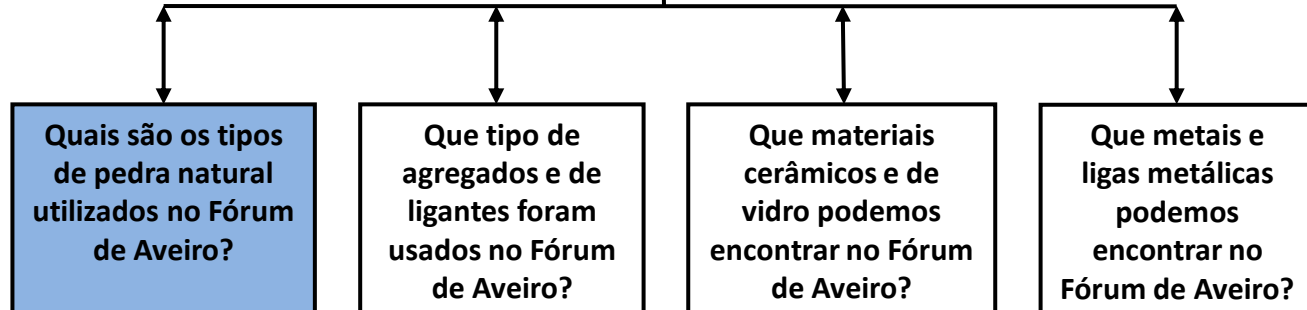 Quais são os tipos
de pedra natural
utilizados no Fórum
de Aveiro?
Que tipo de
agregados e de
ligantes foram
usados no Fórum
de Aveiro?
Que materiais
cerâmicos e de
vidro podemos
encontrar no Fórum
de Aveiro?
Que metais e
ligas metálicas
podemos
encontrar no
Fórum de Aveiro?